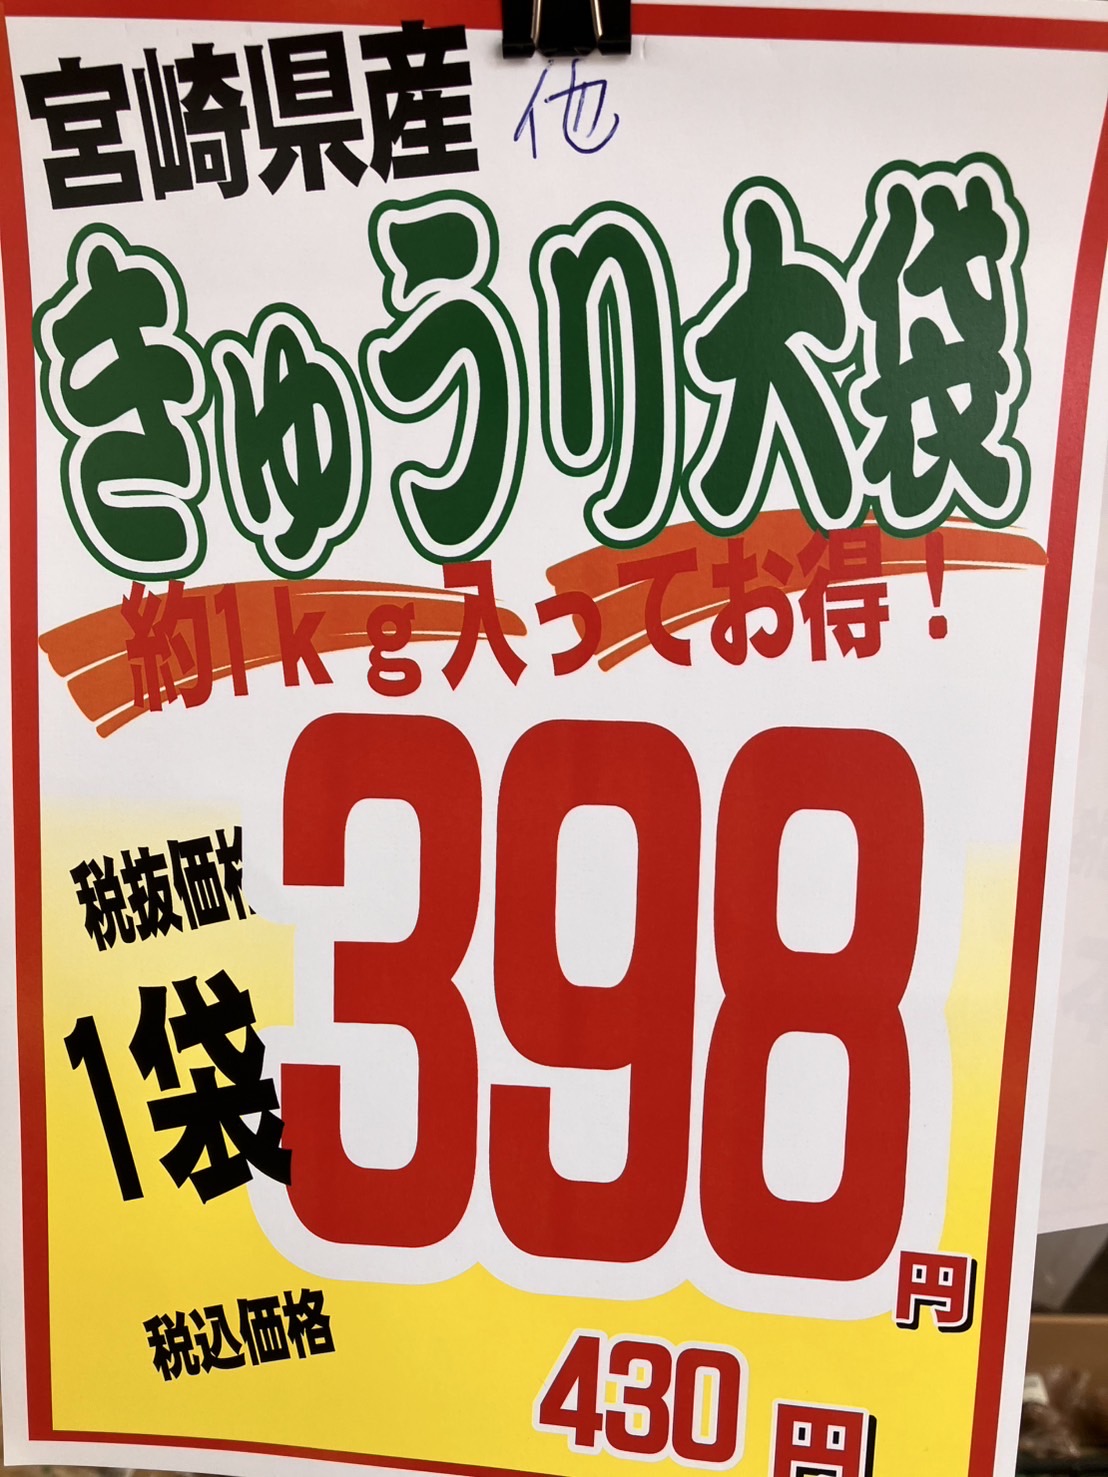 宮崎県産 他
きゅうり大袋
約1kg入ってお得！
税抜価格
1袋
398円
税込価格
430円